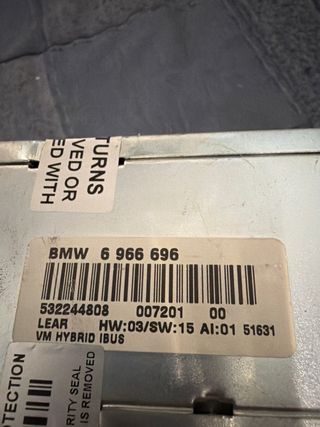 TURNS
VED OR
ED WITH
BMW 6 966 696
532244808 007201 00
LEAR HW:03/SW:15 AI:01 51631
VM HYBRID IBUS
OTECTION
RITY SEAL
IS REMOVED